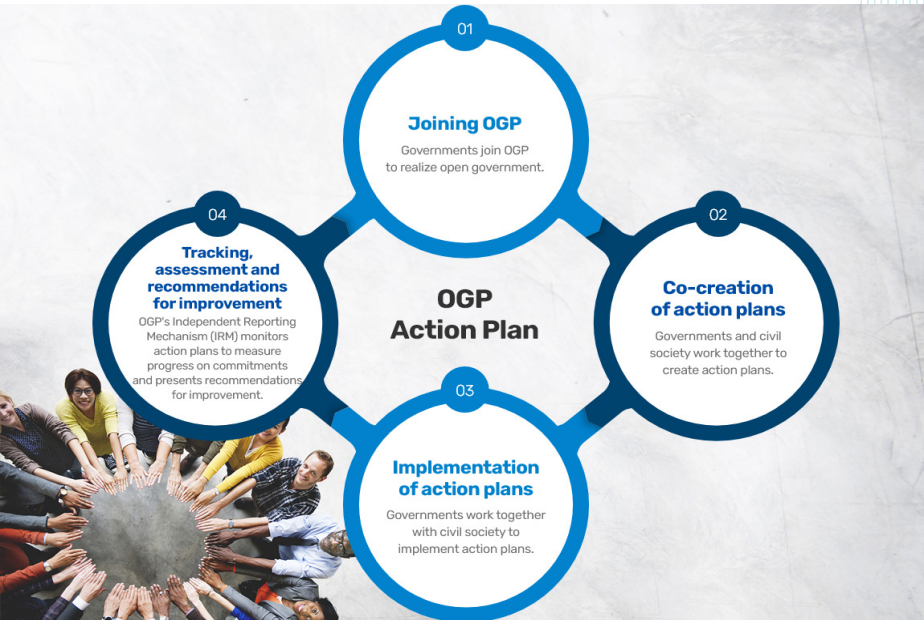 01
Joining OGP
Governments join OGP
to realize open government.
04
Tracking,
assessment and
recommendations
for improvement
OGP's Independent Reporting
Mechanism (IRM) monitors
action plans to measure
progress on commitments
and presents recommendations
for improvement.
OGP
Action Plan
02
Co-creation
of action plans
Governments and civil
society work together to
create action plans.
03
Implementation
of action plans
Governments work together
with civil society to
implement action plans.